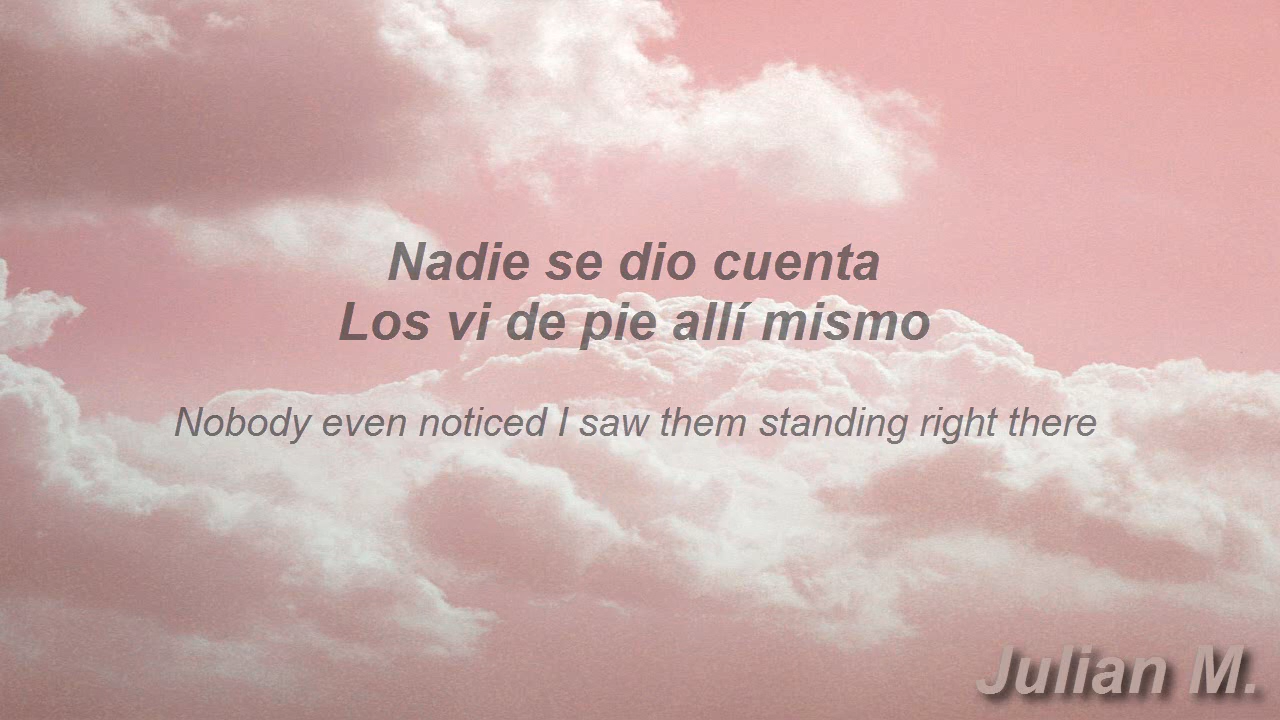 Nadie se dio cuenta
Los vi de pie allí mismo
Nobody even noticed I saw them standing right there
Julian M.